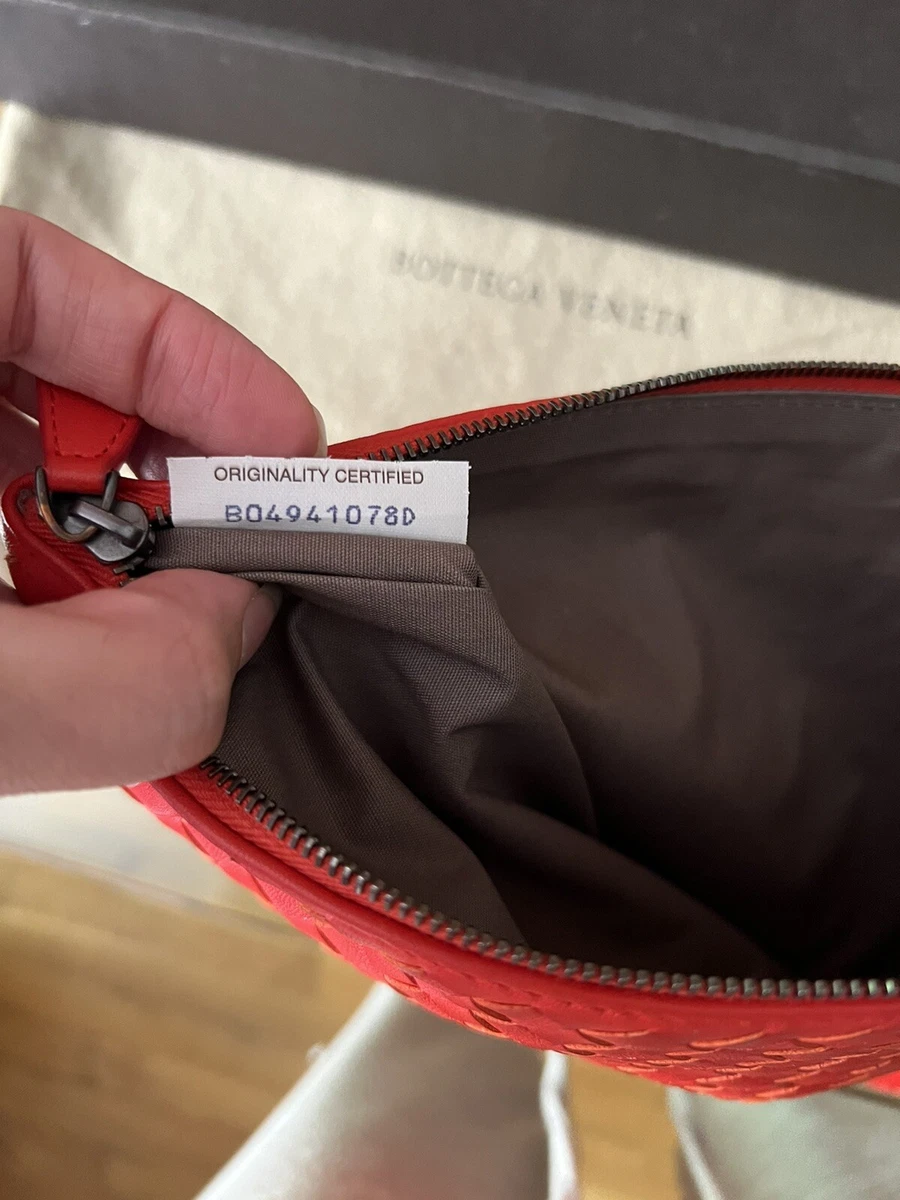 BOTTEGA VENETA
ORIGINALITY CERTIFIED
B04941078D